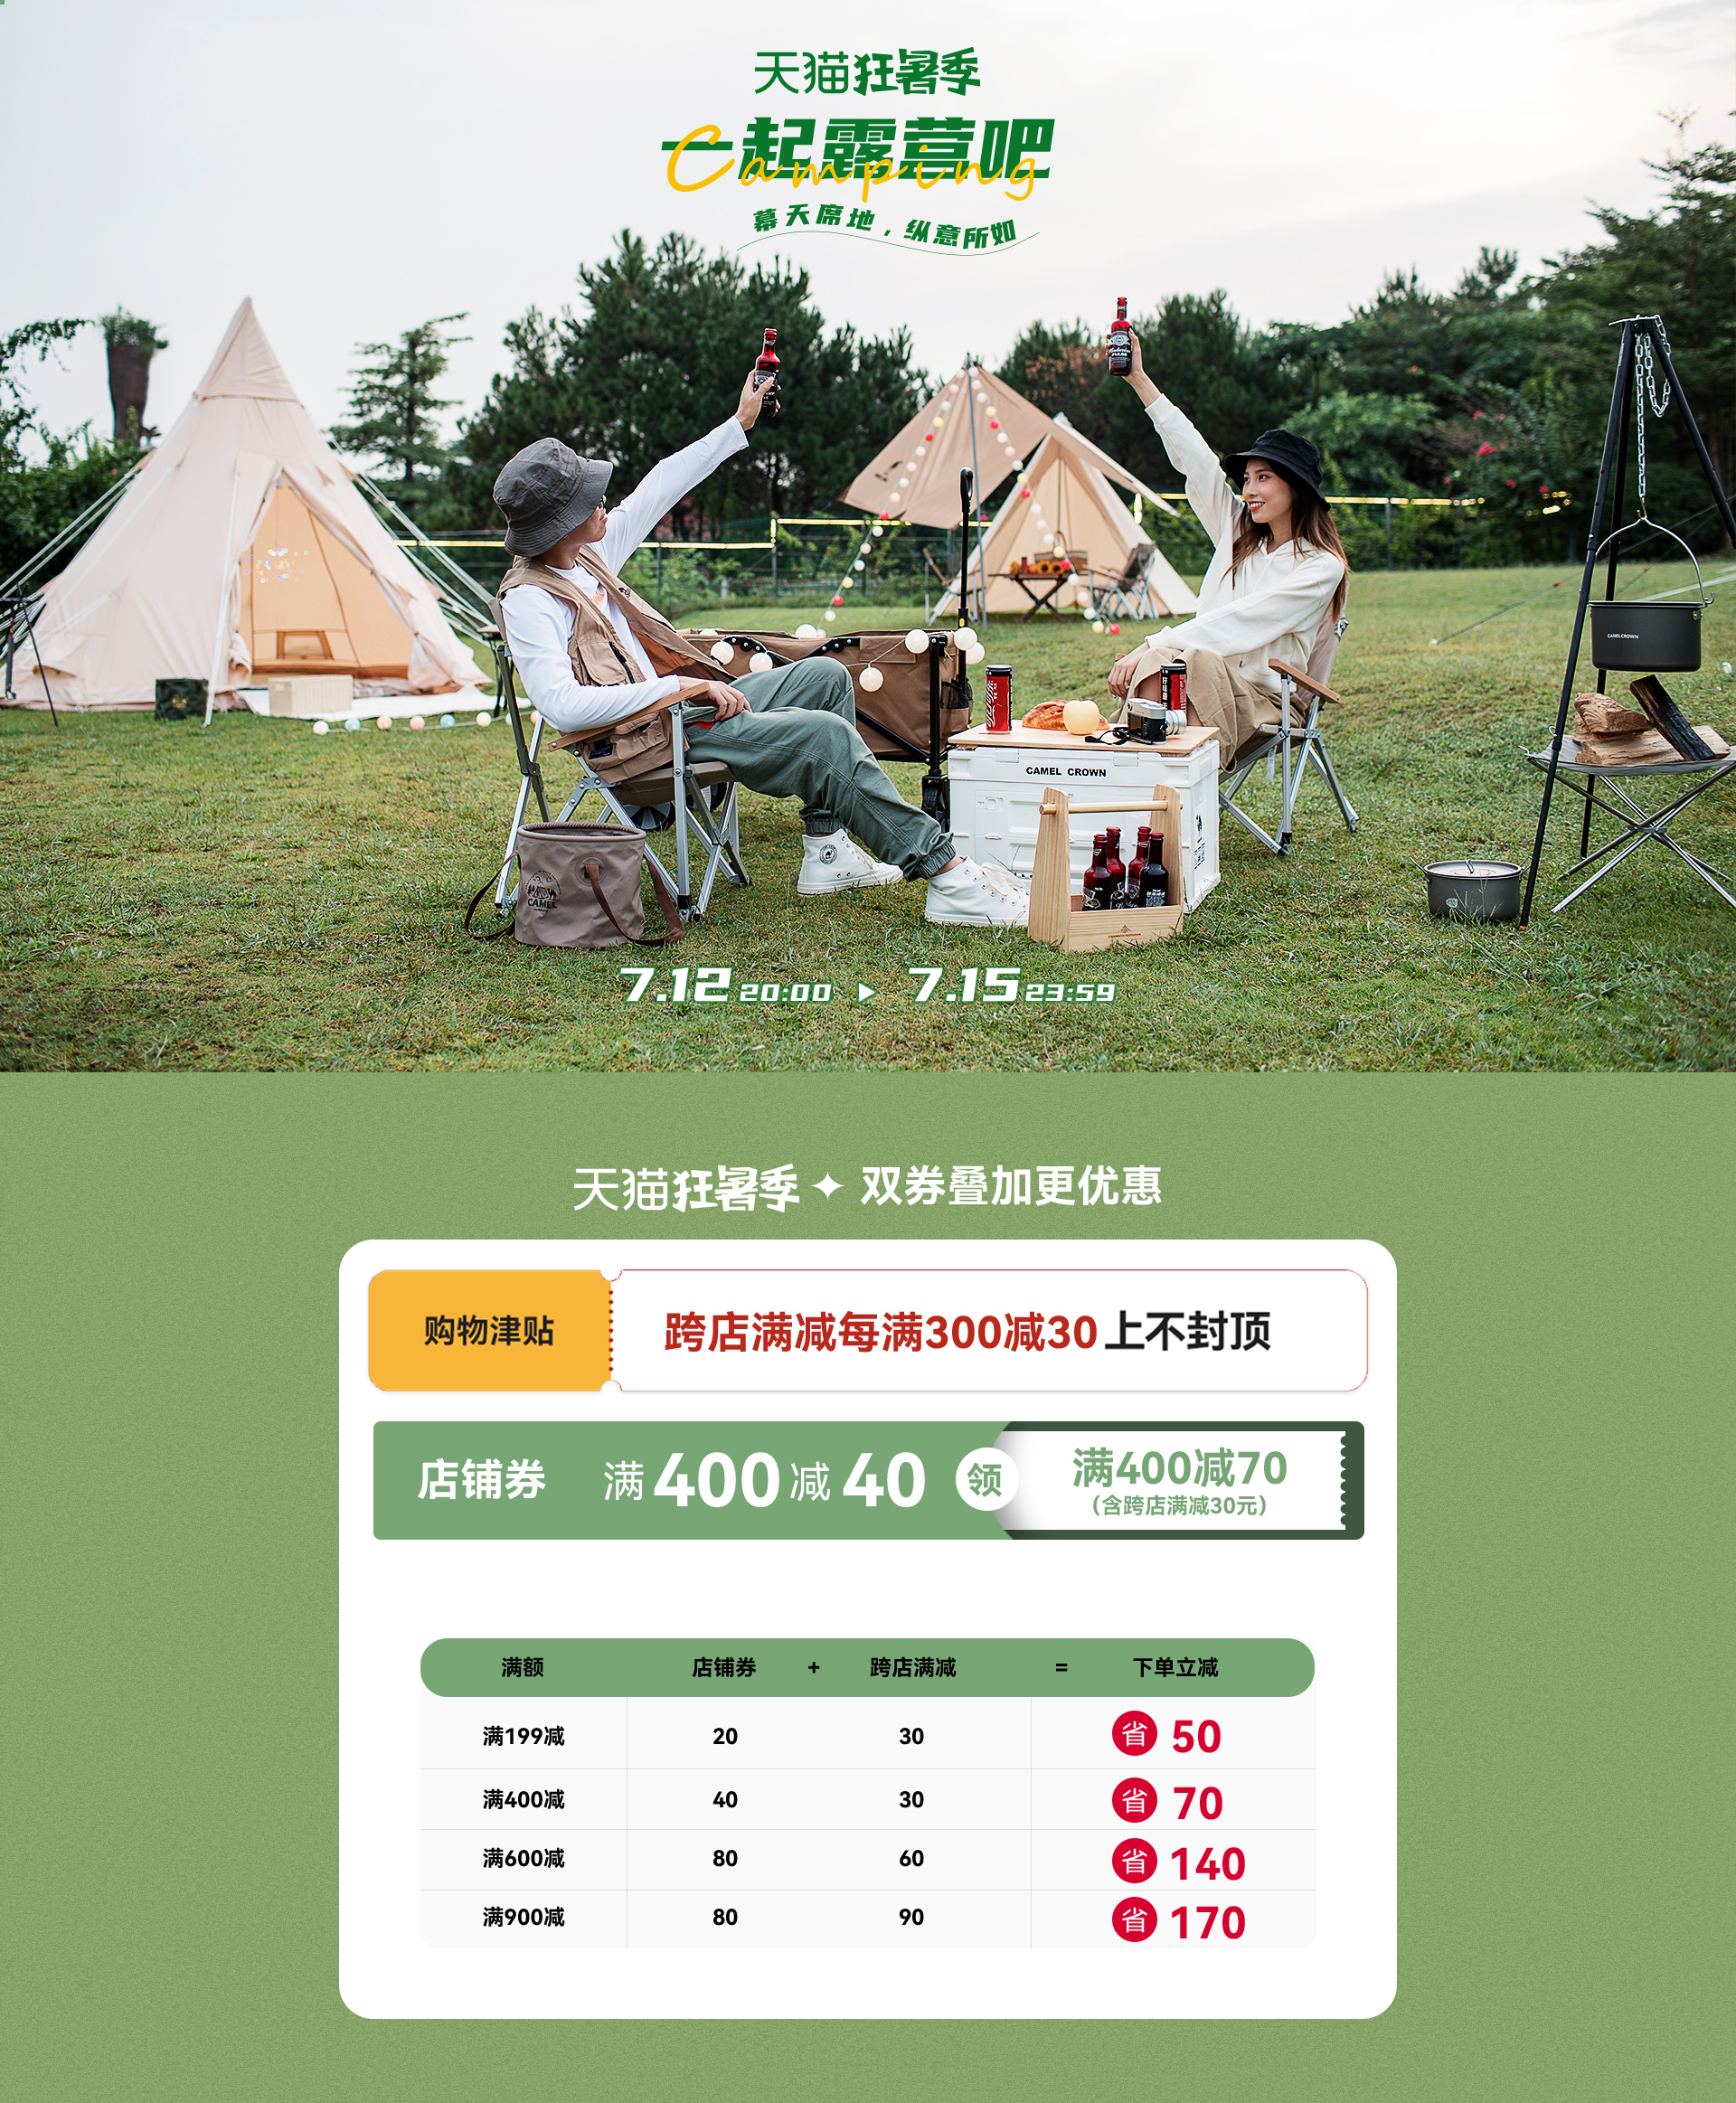 天猫狂暑季
一起露营吧
Camping
幕天席地，纵意所如
CAMELCROWN
CAMEL CROWN
CAMEL
7.12 20:00 ▶ 7.15 23:59
天猫狂暑季 ✦ 双券叠加更优惠
购物津贴 跨店满减每满300减30上不封顶
店铺券 满400减40 领 满400减70
（含跨店满减30元）
满额 店铺券 + 跨店满减 = 下单立减
满199减 20 30 省 50
满400减 40 30 省 70
满600减 80 60 省 140
满900减 80 90 省 170